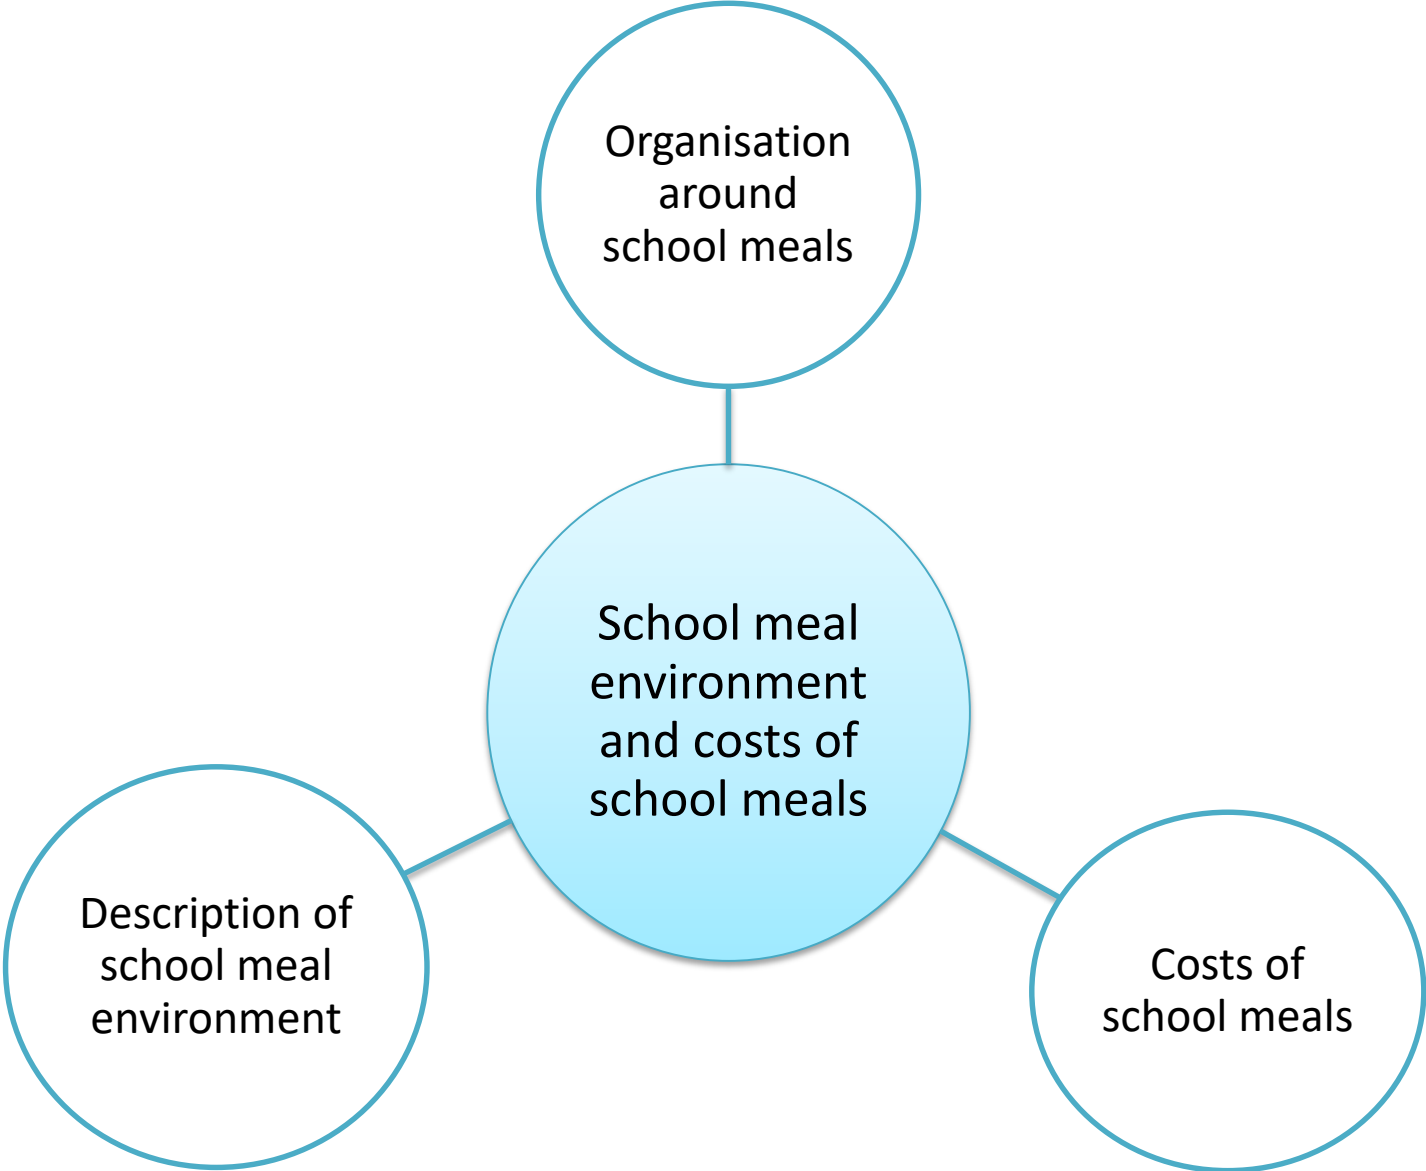 Organisation
around
school meals
School meal
environment
and costs of
school meals
Description of
school meal
environment
Costs of
school meals